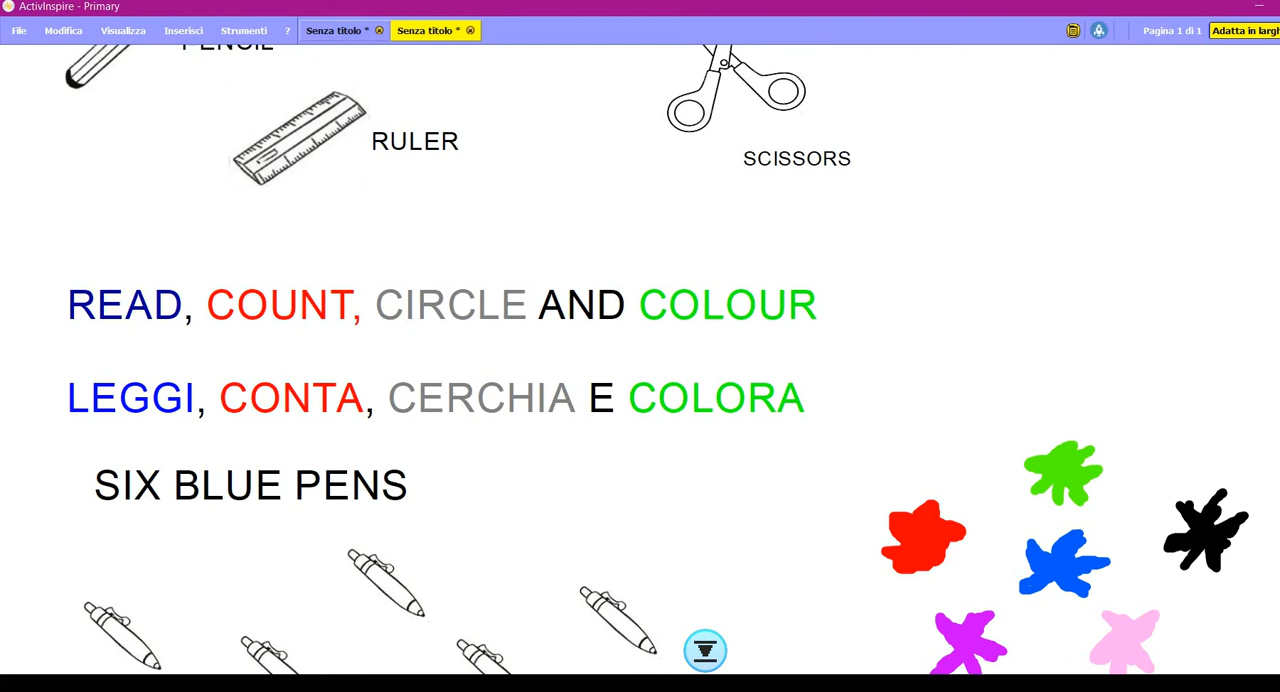 ActivInspire - Primary
File Modifica Visualizza Inserisci Strumenti ? Senza titolo * Senza titolo * Pagina 1 di 1 Adatta in largh
PENCIL
RULER
SCISSORS
READ, COUNT, CIRCLE AND COLOUR
LEGGI, CONTA, CERCHIA E COLORA
SIX BLUE PENS